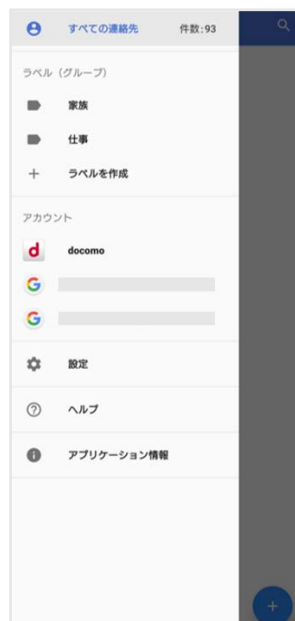 すべての連絡先 件数:93
ラベル（グループ）
家族
仕事
ラベルを作成
アカウント
docomo
設定
ヘルプ
アプリケーション情報